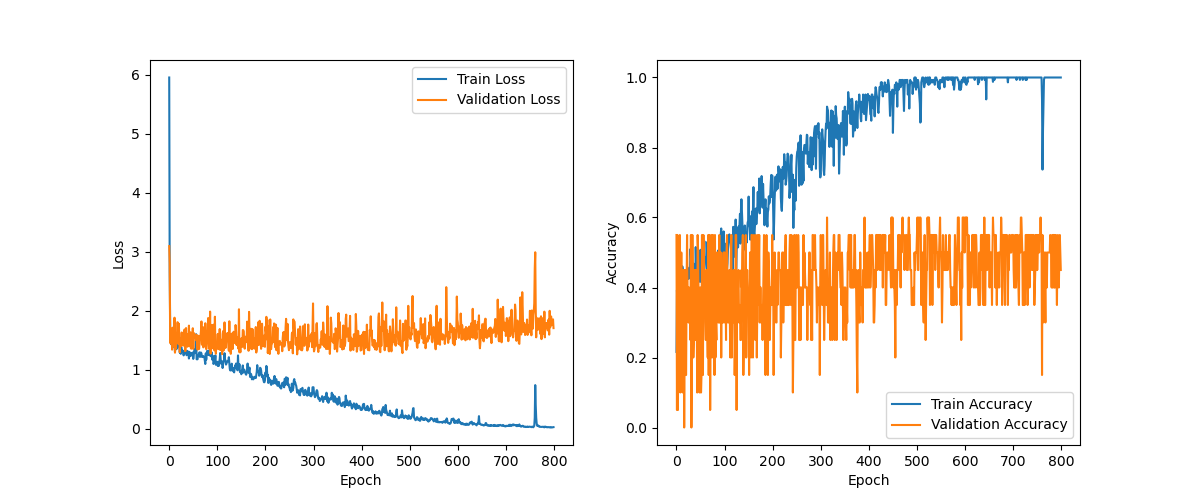 6
5
4
3
2
1
0
Loss
0 100 200 300 400 500 600 700 800
Epoch
Train Loss
Validation Loss
1.0
0.8
0.6
0.4
0.2
0.0
Accuracy
0 100 200 300 400 500 600 700 800
Epoch
Train Accuracy
Validation Accuracy